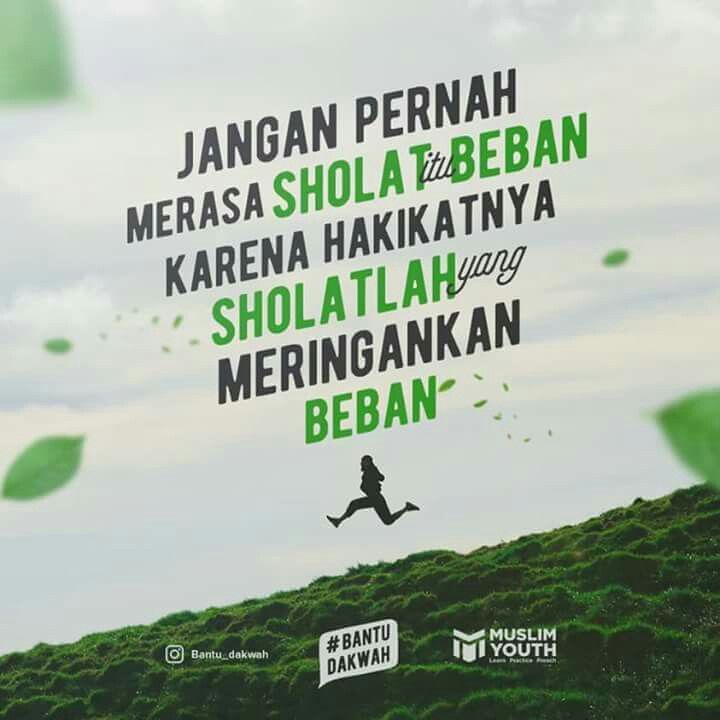 JANGAN PERNAH
MERASA SHOLAT itu BEBAN
KARENA HAKIKATNYA
SHOLATLAH yang
MERINGANKAN
BEBAN
Bantu_dakwah
#BANTU
DAKWAH
MUSLIM
YOUTH
Learn Practice Preach